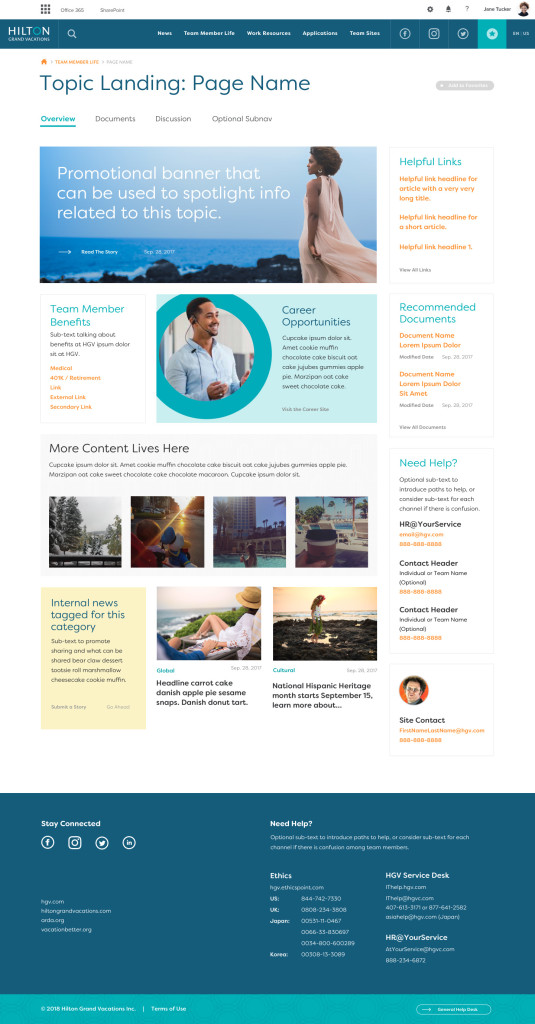 Office 365
SharePoint
?
Jane Tucker
HILTON
GRAND VACATIONS
News
Team Member Life
Work Resources
Applications
Team Sites
EN
US
> TEAM MEMBER LIFE > PAGE NAME
Topic Landing: Page Name
+ Add to Favourites
Overview
Documents
Discussion
Optional Subnav
Promotional banner that
can be used to spotlight info
related to this topic.
Read The Story
Sep. 28, 2017
Helpful Links
Helpful link headline for
article with a very very
long title.
Helpful link headline for
a short article.
Helpful link headline 1.
View All Links
Team Member
Benefits
Sub-text talking about
benefits at HGV ipsum dolor
sit at HGV.
Medical
401K / Retirement
Link
External Link
Secondary Link
Career
Opportunities
Cupcake ipsum dolor sit.
Amet cookie muffin
chocolate cake biscuit oat
cake jujubes gummies apple
pie. Marzipan oat cake
sweet chocolate cake.
Visit the Career Site
Recommended
Documents
Document Name
Lorem Ipsum Dolor
Modified Date Sep. 28, 2017
Document Name
Lorem Ipsum Dolor
Sit Amet
Modified Date Sep. 28, 2017
View All Documents
More Content Lives Here
Cupcake ipsum dolor sit. Amet cookie muffin chocolate cake biscuit oat cake jujubes gummies apple pie.
Marzipan oat cake sweet chocolate cake chocolate macaroon. Cupcake ipsum dolor sit.
Need Help?
Optional sub-text to
introduce paths to help, or
consider sub-text for each
channel if there is confusion.
HR@YourService
email@hgv.com
888-888-8888
Contact Header
Individual or Team Name
(Optional)
888-888-8888
Contact Header
Individual or Team Name
(Optional)
888-888-8888
Internal news
tagged for this
category
Sub-text to promote
sharing and what can be
shared bear claw dessert
tootsie roll marshmallow
cheesecake cookie muffin.
Submit a Story
Go Ahead
Global
Sep. 28, 2017
Headline carrot cake
danish apple pie sesame
snaps. Danish donut tart.
Cultural
Sep. 28, 2017
National Hispanic Heritage
month starts September 15,
learn more about...
Site Contact
FirstNameLastName@hgv.com
888-888-8888
Stay Connected
hgv.com
hiltongrandvacations.com
arda.org
vacationbetter.org
Need Help?
Optional sub-text to introduce paths to help, or consider sub-text for each
channel if there is confusion among team members.
Ethics
hgv.ethicspoint.com
US: 844-742-7330
UK: 0808-234-3808
Japan: 00531-11-0467
0066-33-830697
0034-800-600289
Korea: 00308-13-3089
HGV Service Desk
IThelp.hgv.com
IThelp@hgvc.com
407-613-3171 or 877-641-2582
asiahelp@hgv.com (Japan)
HR@YourService
AtYourService@hgvc.com
888-234-6872
© 2018 Hilton Grand Vacations Inc. | Terms of Use
General Help Desk